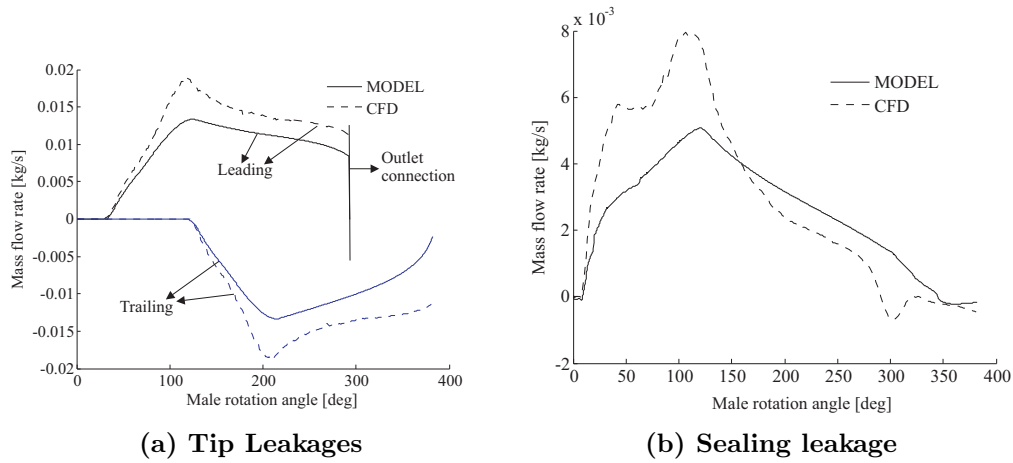 0.02
0.015
0.01
0.005
0
-0.005
-0.01
-0.015
-0.02
Mass flow rate [kg/s]
MODEL
CFD
Leading
Outlet
connection
Trailing
0 100 200 300 400
Male rotation angle [deg]
(a) Tip Leakages
x 10⁻³
8
6
4
2
0
-2
Mass flow rate [kg/s]
MODEL
CFD
0 50 100 150 200 250 300 350 400
Male rotation angle [deg]
(b) Sealing leakage